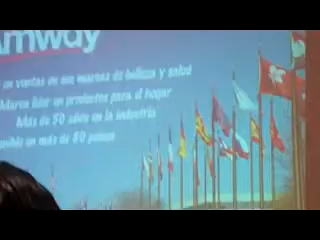 Amway
en ventas de sus marcas de belleza y salud
Marca líder en productos para el hogar
Más de 50 años en la industria
en más de 80 países